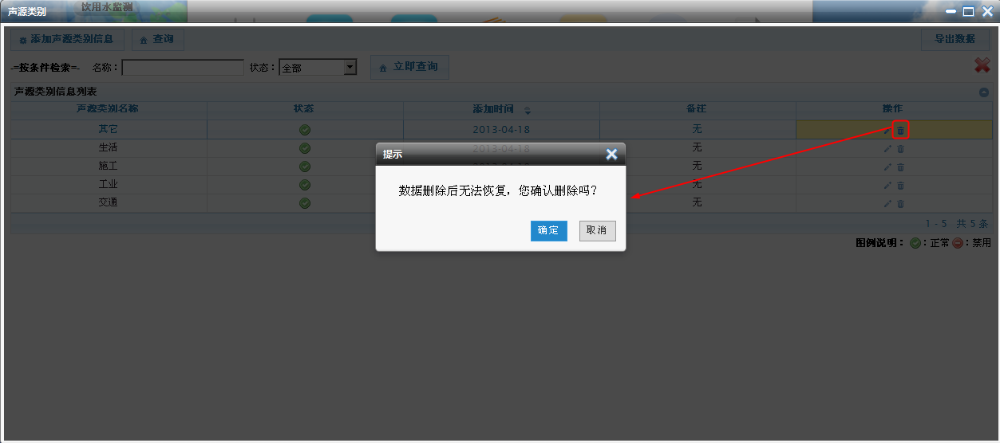 饮用水监测
声源类别
添加声源类别信息 查询 导出数据
-=按条件检索=- 名称： 状态： 全部 立即查询
声源类别信息列表
声源类别名称 状态 添加时间 备注 操作
其它 2013-04-18 无
生活 2013-04-18 无
施工 无
工业 无
交通 无
提示
数据删除后无法恢复，您确认删除吗？
确定 取消
1 - 5 共 5 条
图例说明： ：正常 ：禁用